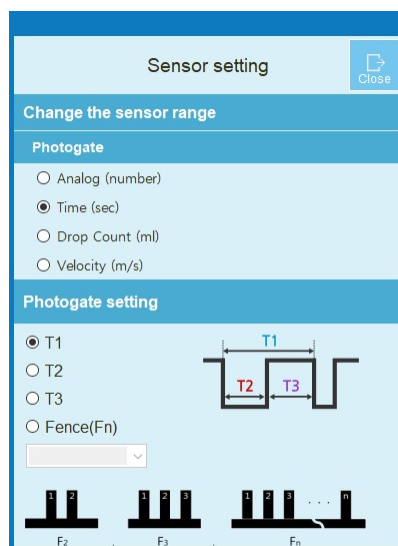 Sensor setting
Close
Change the sensor range
Photogate
Analog (number)
Time (sec)
Drop Count (ml)
Velocity (m/s)
Photogate setting
T1
T2
T3
Fence(Fn)
T1
T2 T3
1 2 1 2 3 1 2 3 . . . n
F2 . F3 . Fn